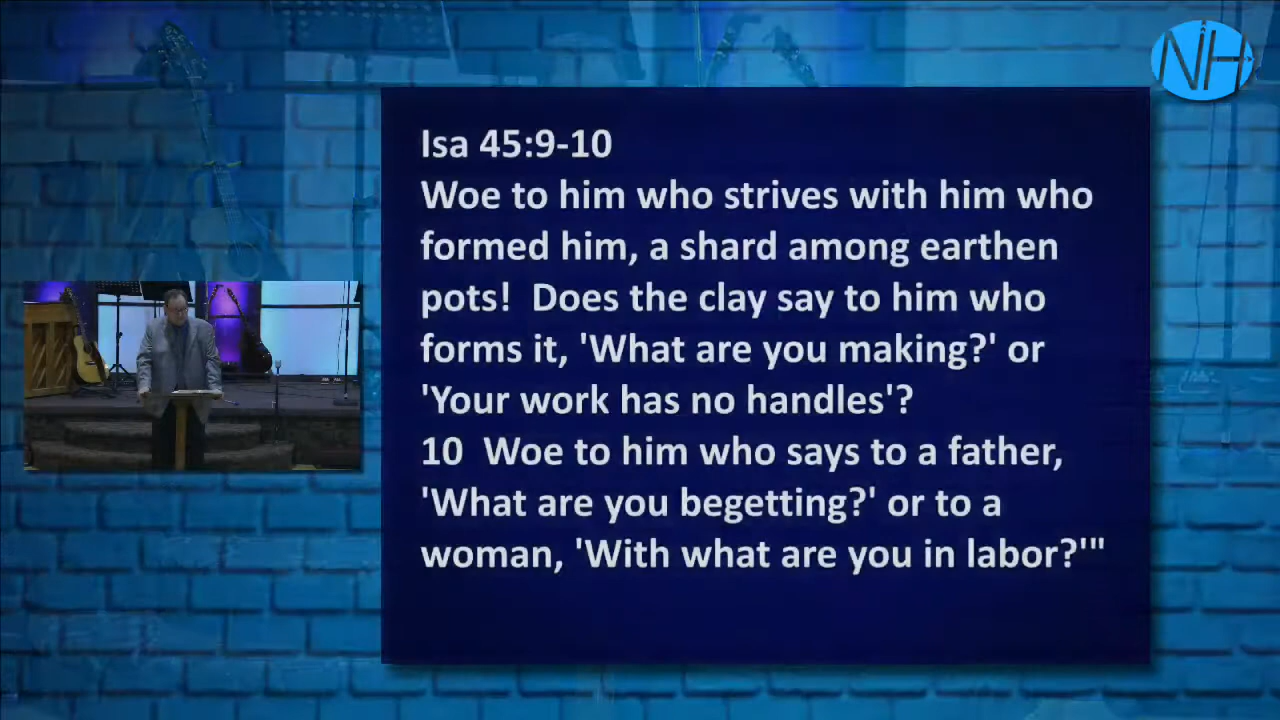 NH
Isa 45:9-10
Woe to him who strives with him who
formed him, a shard among earthen
pots!  Does the clay say to him who
forms it, 'What are you making?' or
'Your work has no handles'?
10  Woe to him who says to a father,
'What are you begetting?' or to a
woman, 'With what are you in labor?'"